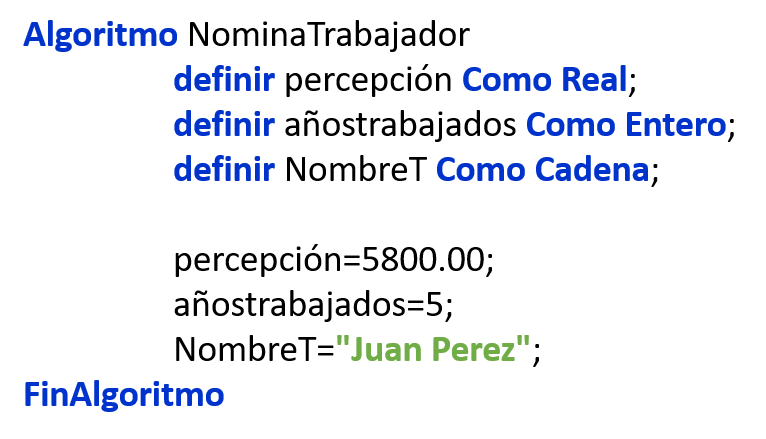 Algoritmo NominaTrabajador
definir percepción Como Real;
definir añostrabajados Como Entero;
definir NombreT Como Cadena;
percepción=5800.00;
añostrabajados=5;
NombreT="Juan Perez";
FinAlgoritmo